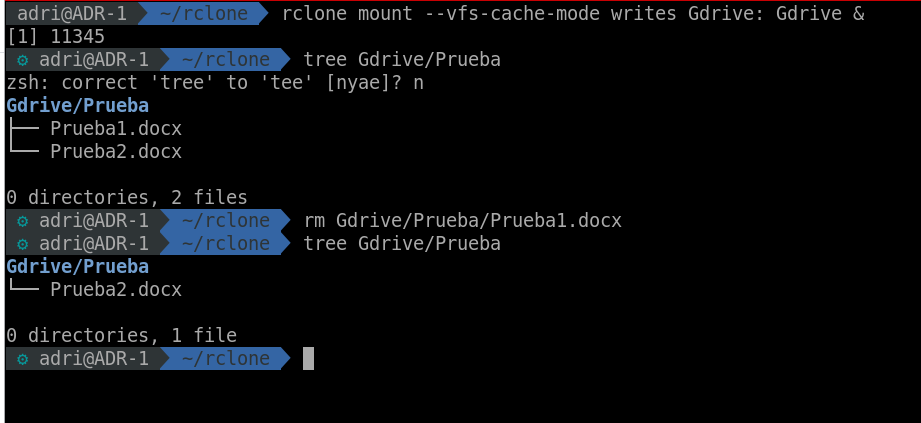 adri@ADR-1 ~/rclone rclone mount --vfs-cache-mode writes Gdrive: Gdrive &
[1] 11345
⚙ adri@ADR-1 ~/rclone tree Gdrive/Prueba
zsh: correct 'tree' to 'tee' [nyae]? n
Gdrive/Prueba
├── Prueba1.docx
└── Prueba2.docx
0 directories, 2 files
⚙ adri@ADR-1 ~/rclone rm Gdrive/Prueba/Prueba1.docx
⚙ adri@ADR-1 ~/rclone tree Gdrive/Prueba
Gdrive/Prueba
└── Prueba2.docx
0 directories, 1 file
⚙ adri@ADR-1 ~/rclone